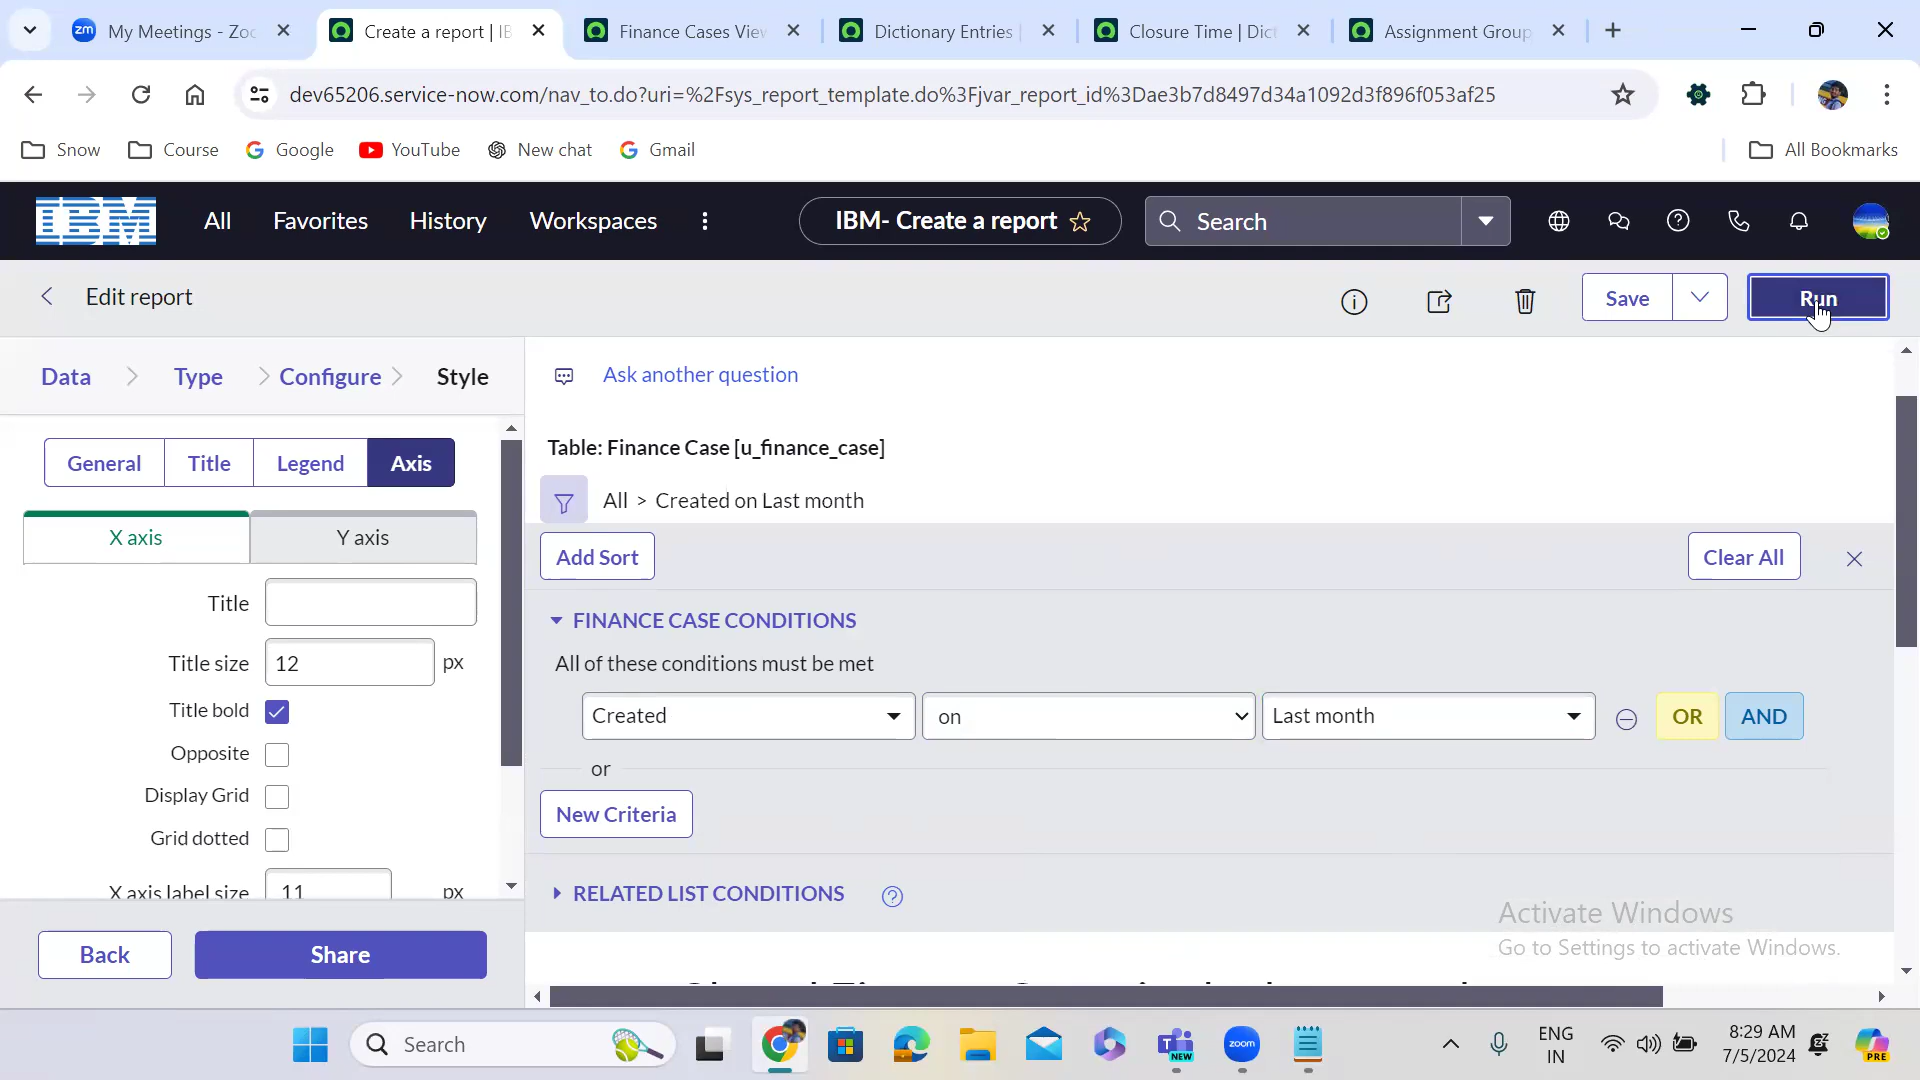 zm My Meetings - Zoo
Create a report | IB
Finance Cases View
Dictionary Entries |
Closure Time | Dict
Assignment Group
dev65206.service-now.com/nav_to.do?uri=%2Fsys_report_template.do%3Fjvar_report_id%3Dae3b7d8497d34a1092d3f896f053af25
Snow
Course
Google
YouTube
New chat
Gmail
All Bookmarks
IBM
All
Favorites
History
Workspaces
IBM- Create a report
Search
Edit report
Save
Run
Data
Type
Configure
Style
General
Title
Legend
Axis
X axis
Y axis
Title
Title size 12 px
Title bold
Opposite
Display Grid
Grid dotted
X axis label size 11 px
Back
Share
Ask another question
Table: Finance Case [u_finance_case]
All > Created on Last month
Add Sort
Clear All
FINANCE CASE CONDITIONS
All of these conditions must be met
Created
on
Last month
OR
AND
or
New Criteria
RELATED LIST CONDITIONS
Activate Windows
Go to Settings to activate Windows.
Search
NEW
zoom
ENG
IN
8:29 AM
7/5/2024
PRE